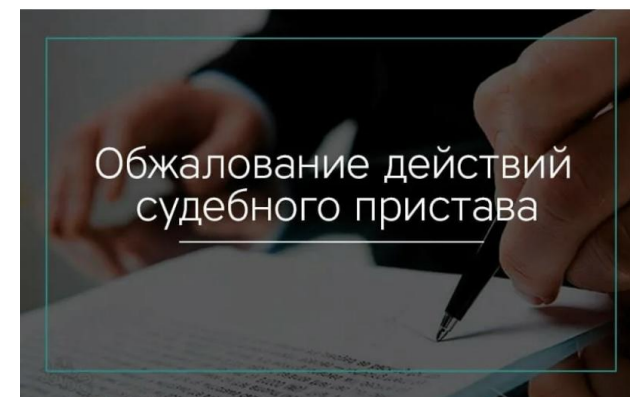 Обжалование действий
судебного пристава